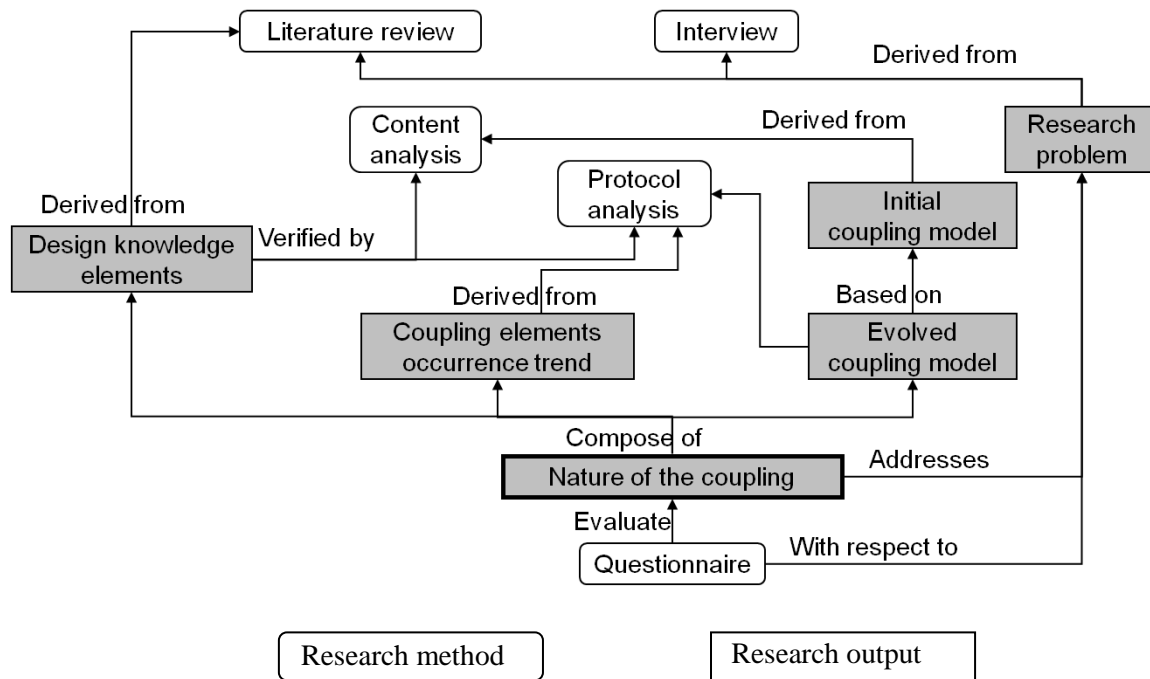 Literature review
Interview
Derived from
Content
analysis
Derived from
Research
problem
Protocol
analysis
Initial
coupling model
Derived from
Design knowledge
elements
Verified by
Derived from
Based on
Coupling elements
occurrence trend
Evolved
coupling model
Compose of
Nature of the coupling
Addresses
Evaluate
Questionnaire
With respect to
Research method
Research output